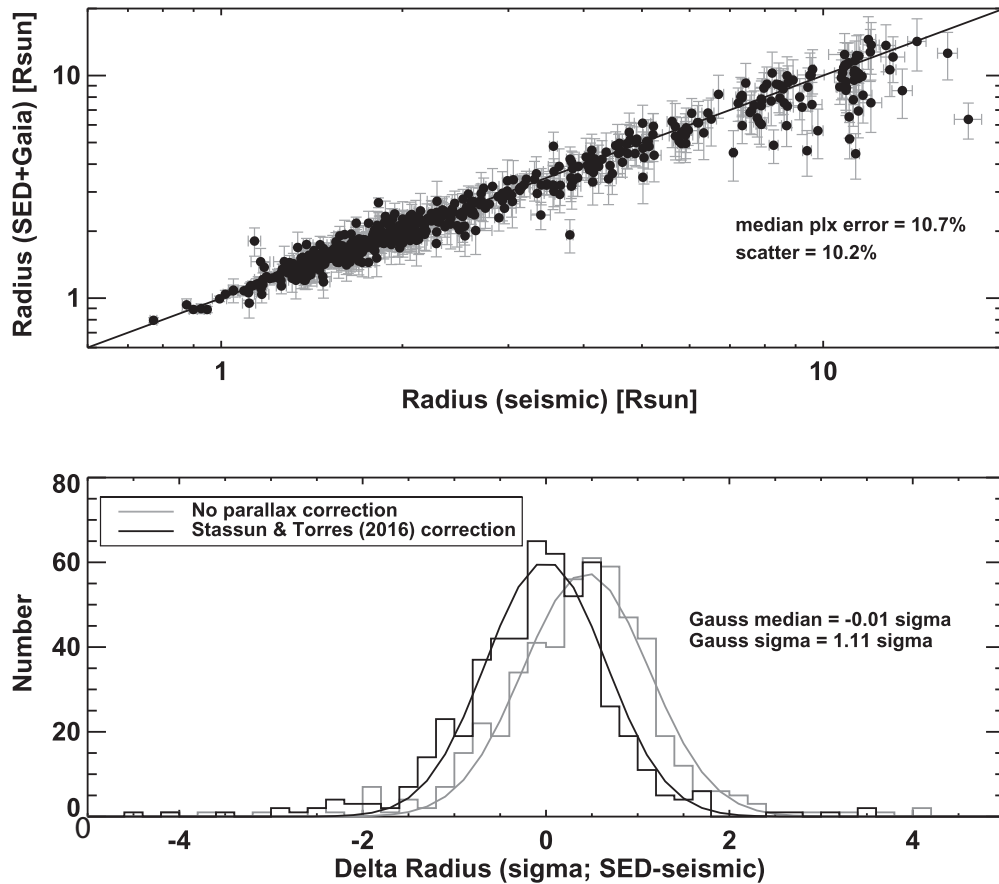 Radius (SED+Gaia) [Rsun]
10
1
median plx error = 10.7%
scatter = 10.2%
1
10
Radius (seismic) [Rsun]
Number
80
60
40
20
0
0
No parallax correction
Stassun & Torres (2016) correction
Gauss median = -0.01 sigma
Gauss sigma = 1.11 sigma
-4
-2
0
2
4
Delta Radius (sigma; SED-seismic)